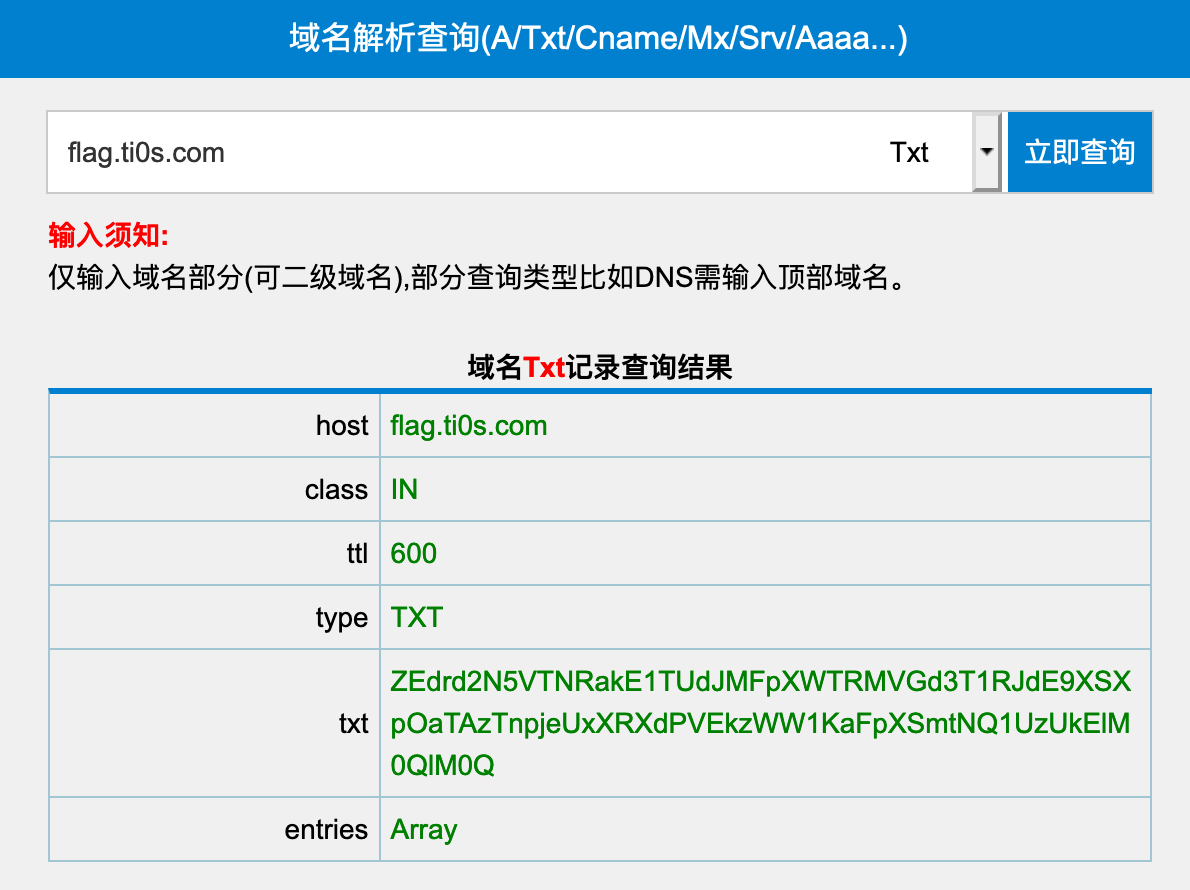 域名解析查询(A/Txt/Cname/Mx/Srv/Aaaa...)
flag.ti0s.com Txt 立即查询
输入须知:
仅输入域名部分(可二级域名),部分查询类型比如DNS需输入顶部域名。
域名Txt记录查询结果
host flag.ti0s.com
class IN
ttl 600
type TXT
txt ZEdrd2N5VTNRakE1TUdJMFpXWTRMVGd3T1RJdE9XSX
pOaTAzTnpjeUxXRXdPVEkzWW1KaFpXSmtNQ1UzUkElM
0QlM0Q
entries Array